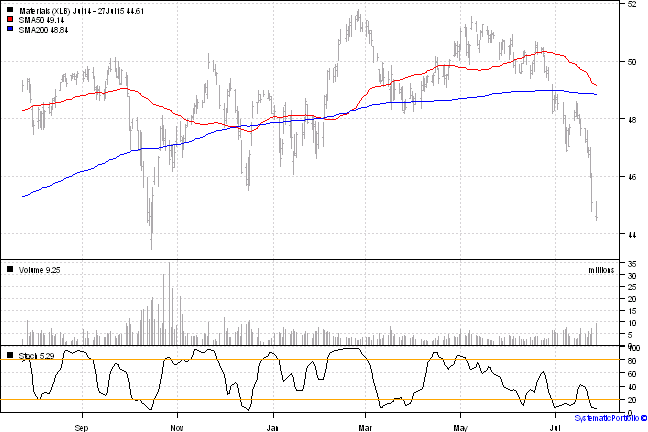 Materials (XLB) Jul14 - 27Jul15 44.61
SMA50 49.14
SMA200 48.84
52
50
48
46
44
Volume 9.25
millions
35
30
25
20
15
10
5
0
Stoch 5.29
100
80
60
40
20
0
Sep
Nov
Jan
Mar
May
Jul
SystematicPortfolio ©